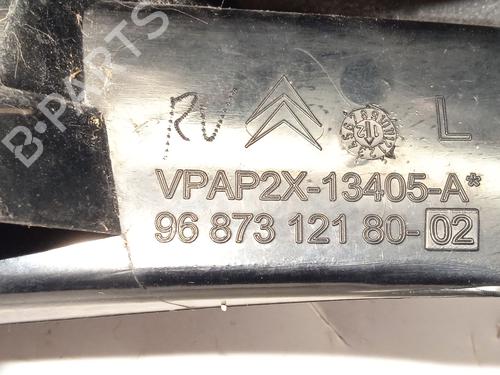 B-PARTS
RV
L
VPAP2X-13405-A*
96 873 121 80-02